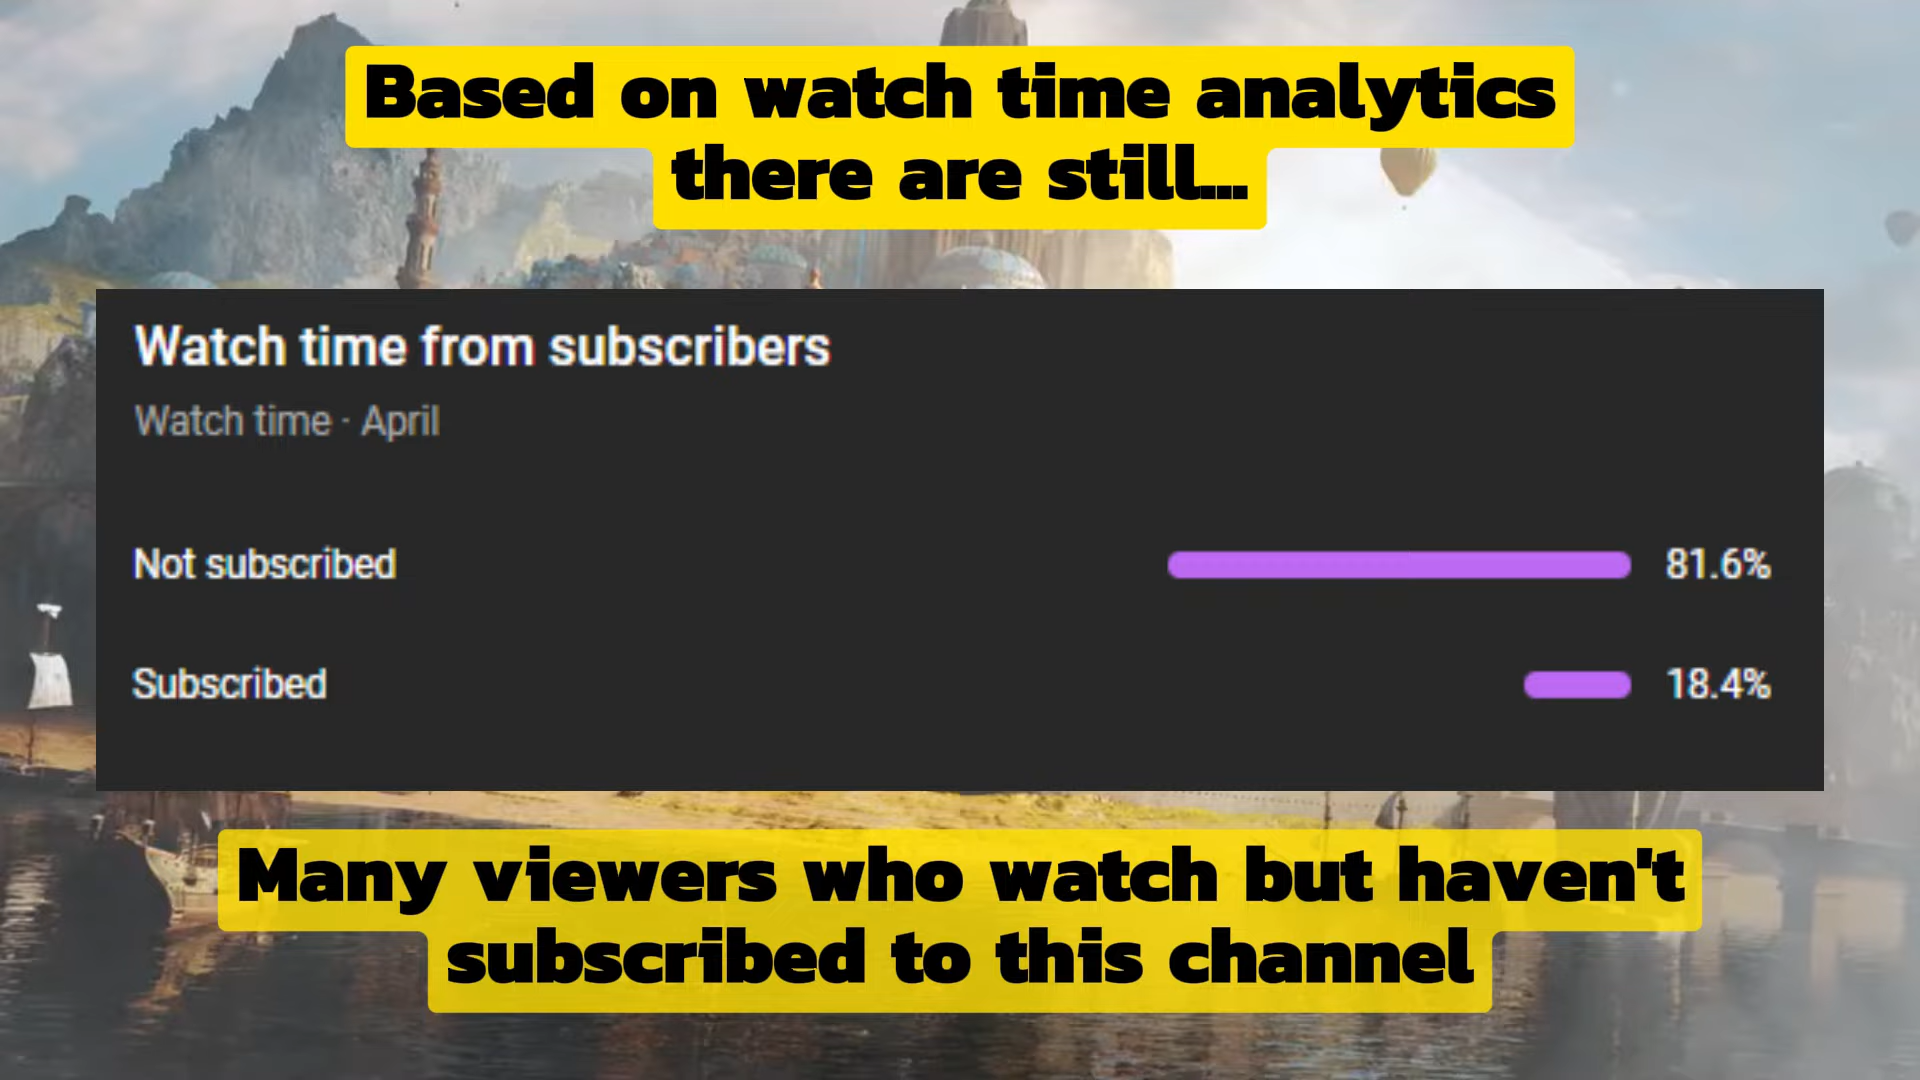 Based on watch time analytics
there are still...
Watch time from subscribers
Watch time · April
Not subscribed 81.6%
Subscribed 18.4%
Many viewers who watch but haven't
subscribed to this channel